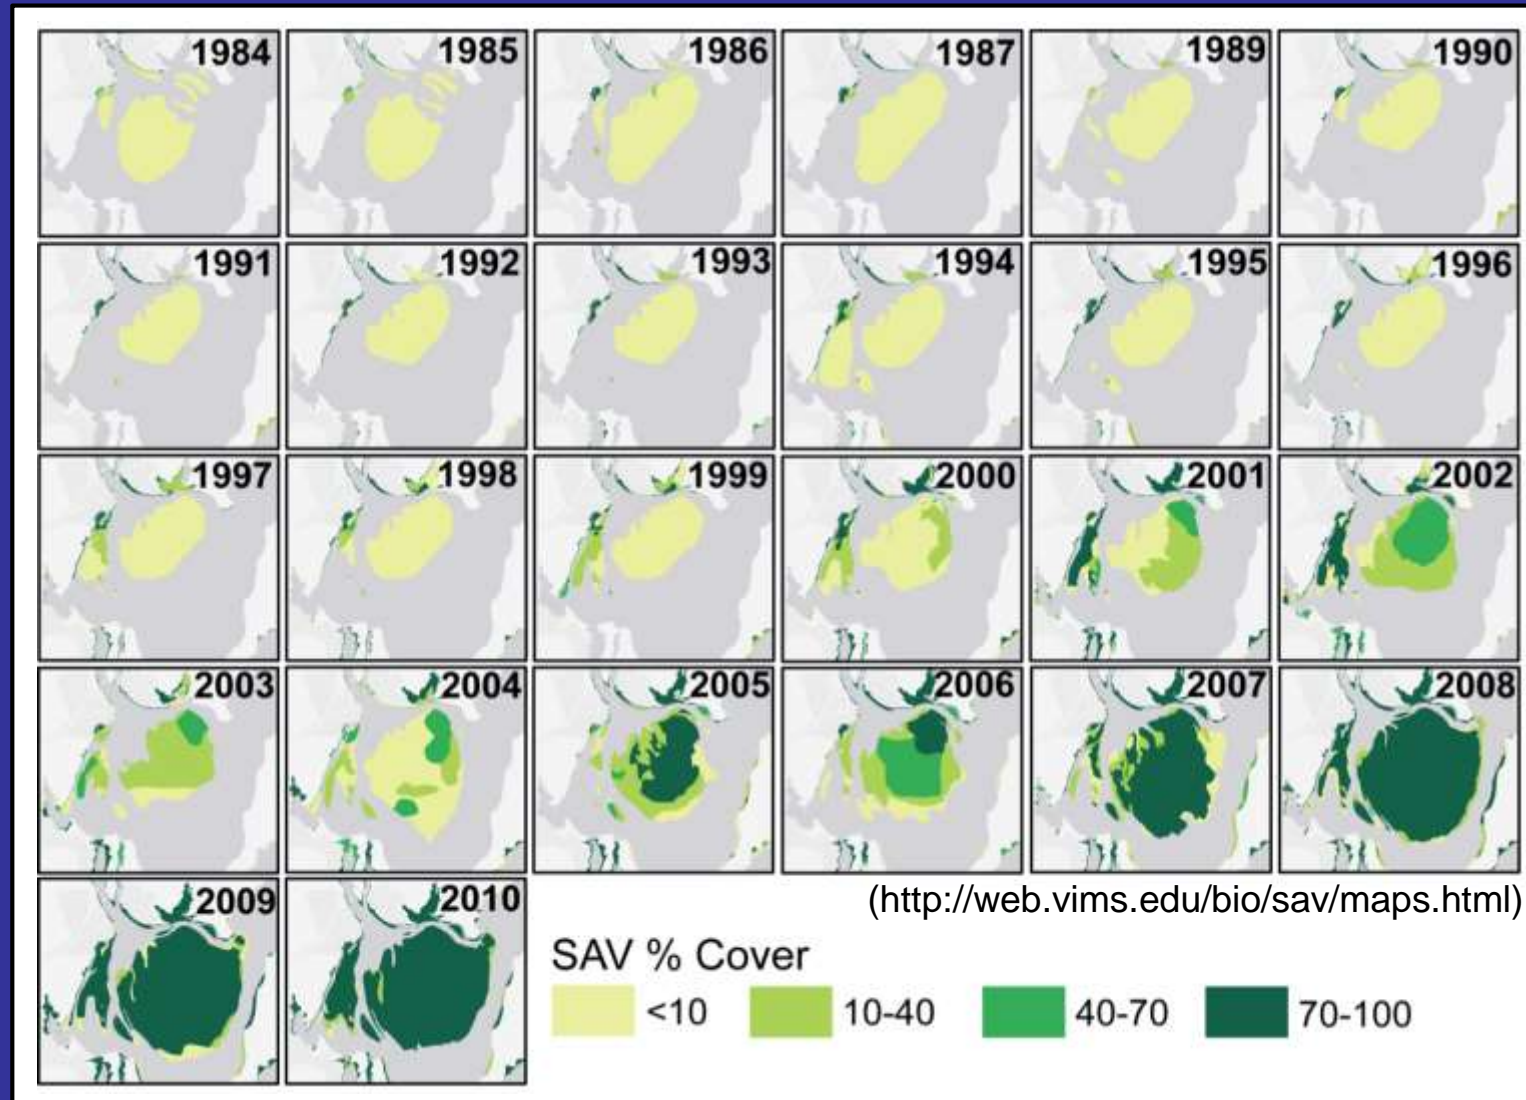 1984 1985 1986 1987 1989 1990
1991 1992 1993 1994 1995 1996
1997 1998 1999 2000 2001 2002
2003 2004 2005 2006 2007 2008
2009 2010
(http://web.vims.edu/bio/sav/maps.html)
SAV % Cover
<10 10-40 40-70 70-100